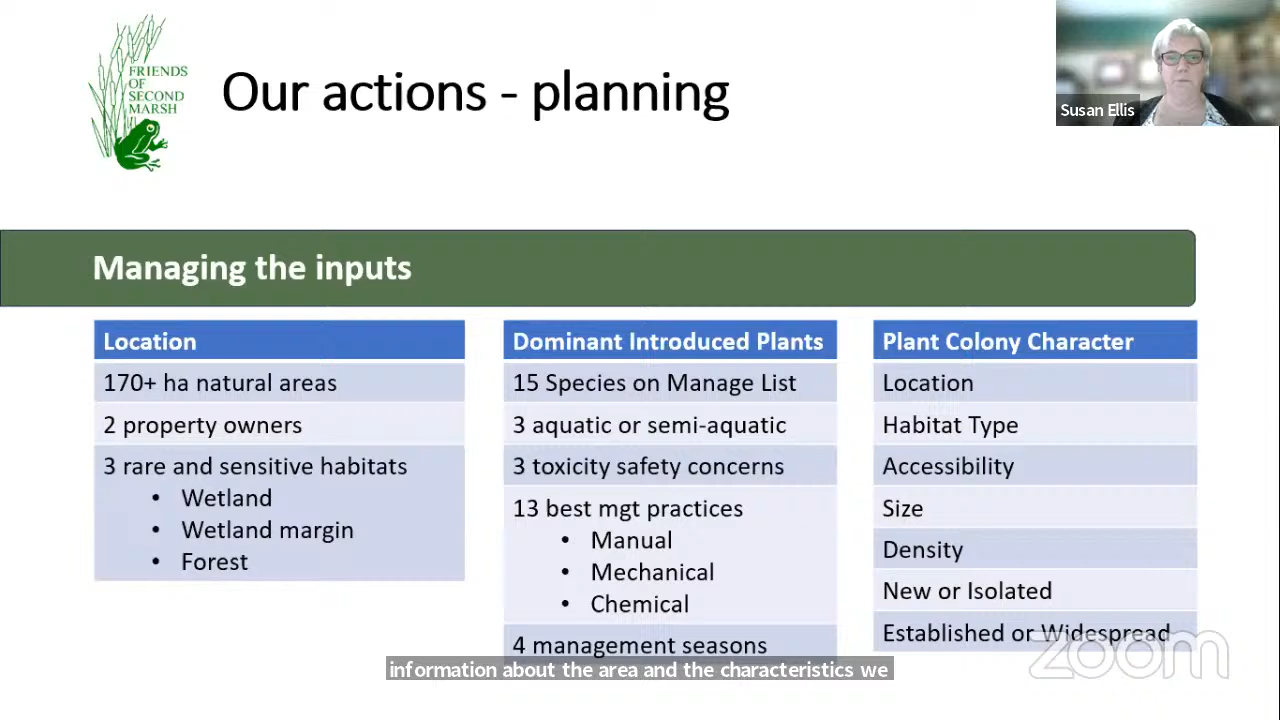 FRIENDS
OF
SECOND
MARSH
Our actions - planning
Susan Ellis
Managing the inputs
Location
170+ ha natural areas
2 property owners
3 rare and sensitive habitats
• Wetland
• Wetland margin
• Forest
Dominant Introduced Plants
15 Species on Manage List
3 aquatic or semi-aquatic
3 toxicity safety concerns
13 best mgt practices
• Manual
• Mechanical
• Chemical
4 management seasons
Plant Colony Character
Location
Habitat Type
Accessibility
Size
Density
New or Isolated
Established or Widespread
information about the area and the characteristics we
zoom